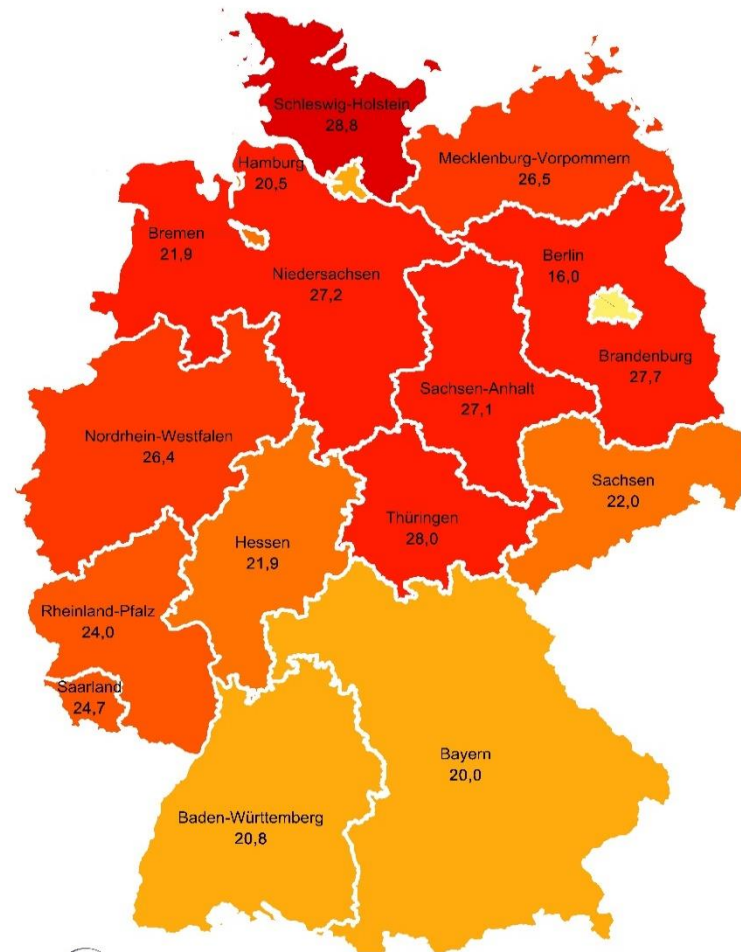 Schleswig-Holstein
28,8
Mecklenburg-Vorpommern
26,5
Hamburg
20,5
Bremen
21,9
Niedersachsen
27,2
Berlin
16,0
Brandenburg
27,7
Sachsen-Anhalt
27,1
Nordrhein-Westfalen
26,4
Sachsen
22,0
Thüringen
28,0
Hessen
21,9
Rheinland-Pfalz
24,0
Saarland
24,7
Bayern
20,0
Baden-Württemberg
20,8